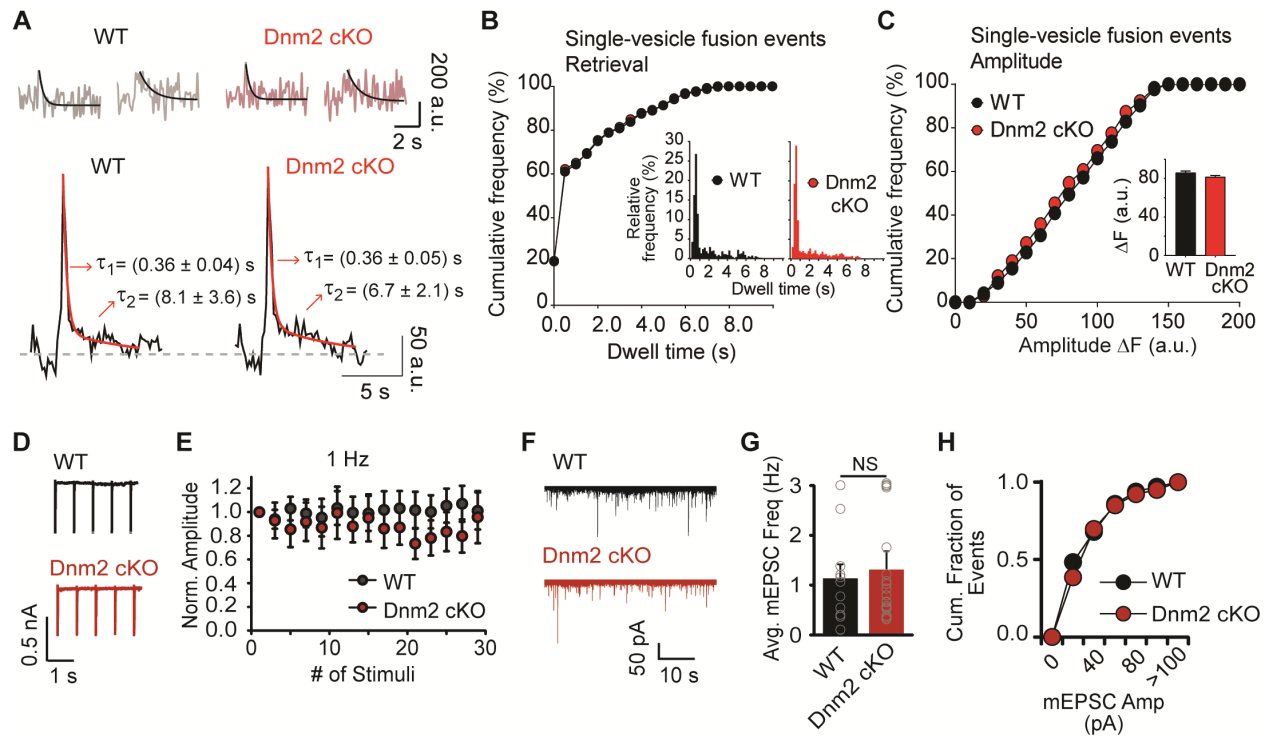 A
WT
Dnm2 cKO
200 a.u.
2 s
WT
Dnm2 cKO
τ1= (0.36 ± 0.04) s
τ2= (8.1 ± 3.6) s
τ1= (0.36 ± 0.05) s
τ2= (6.7 ± 2.1) s
50 a.u.
5 s
B
Single-vesicle fusion events
Retrieval
Cumulative frequency (%)
100
80
60
40
20
0
0.0
2.0
4.0
6.0
8.0
Dwell time (s)
Relative
frequency (%)
30
25
20
15
10
5
0
WT
Dnm2
cKO
0 2 4 6 8
0 2 4 6 8
Dwell time (s)
C
Single-vesicle fusion events
Amplitude
WT
Dnm2 cKO
Cumulative frequency (%)
100
80
60
40
20
0
0
50
100
150
200
Amplitude ΔF (a.u.)
ΔF (a.u.)
80
40
0
WT
Dnm2
cKO
D
WT
Dnm2 cKO
0.5 nA
1 s
E
1 Hz
Norm. Amplitude
1.2
1.0
0.8
0.6
0.4
0.2
0.0
WT
Dnm2 cKO
0
10
20
30
# of Stimuli
F
WT
Dnm2 cKO
50 pA
10 s
G
NS
Avg. mEPSC Freq (Hz)
3
2
1
0
WT
Dnm2 cKO
H
Cum. Fraction of
Events
1.0
0.5
0.0
WT
Dnm2 cKO
0
40
80
>100
mEPSC Amp
(pA)